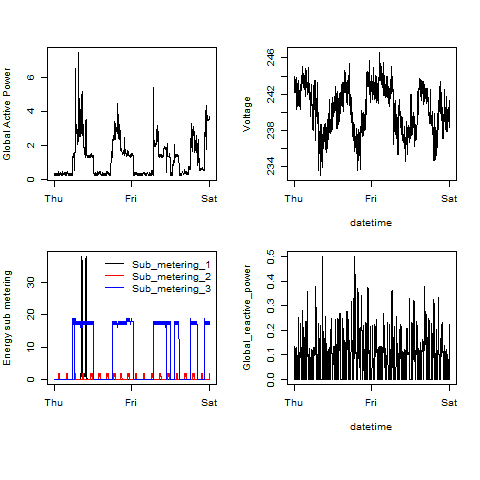 Global Active Power
6
4
2
0
Thu
Fri
Sat
Voltage
246
242
238
234
Thu
Fri
Sat
datetime
Energy sub metering
30
20
10
0
Sub_metering_1
Sub_metering_2
Sub_metering_3
Thu
Fri
Sat
Global_reactive_power
0.5
0.4
0.3
0.2
0.1
0.0
Thu
Fri
Sat
datetime